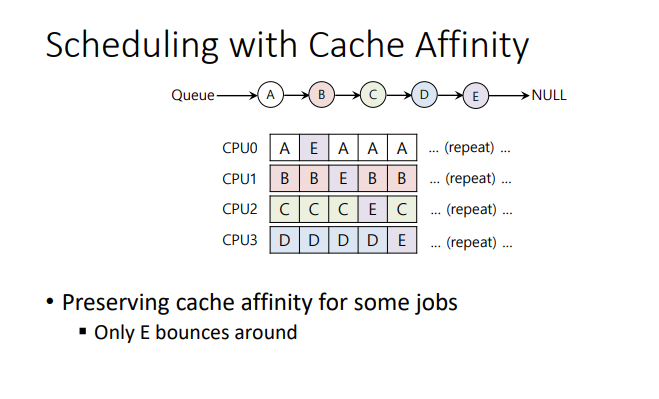 Scheduling with Cache Affinity
Queue A B C D E NULL
CPU0 A E A A A ... (repeat) ...
CPU1 B B E B B ... (repeat) ...
CPU2 C C C E C ... (repeat) ...
CPU3 D D D D E ... (repeat) ...
• Preserving cache affinity for some jobs
▪ Only E bounces around